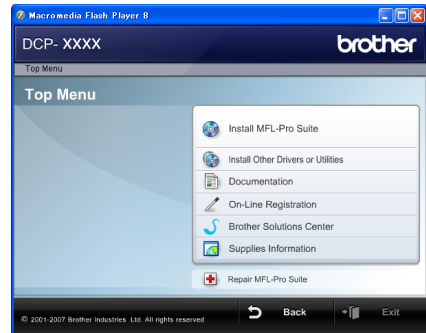 Macromedia Flash Player 8
DCP- XXXX
brother
Top Menu
Top Menu
Install MFL-Pro Suite
Install Other Drivers or Utilities
Documentation
On-Line Registration
Brother Solutions Center
Supplies Information
Repair MFL-Pro Suite
© 2001-2007 Brother Industries Ltd. All rights reserved
Back
Exit